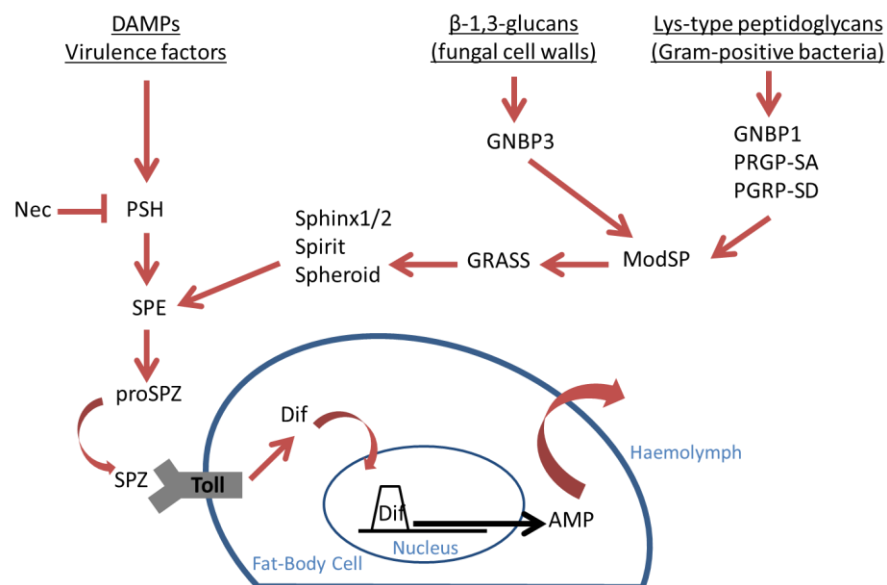 DAMPs
Virulence factors
β-1,3-glucans
(fungal cell walls)
Lys-type peptidoglycans
(Gram-positive bacteria)
GNBP3
GNBP1
PRGP-SA
PGRP-SD
Nec
PSH
Sphinx1/2
Spirit
Spheroid
GRASS
ModSP
SPE
proSPZ
SPZ
Toll
Dif
Dif
Nucleus
AMP
Haemolymph
Fat-Body Cell